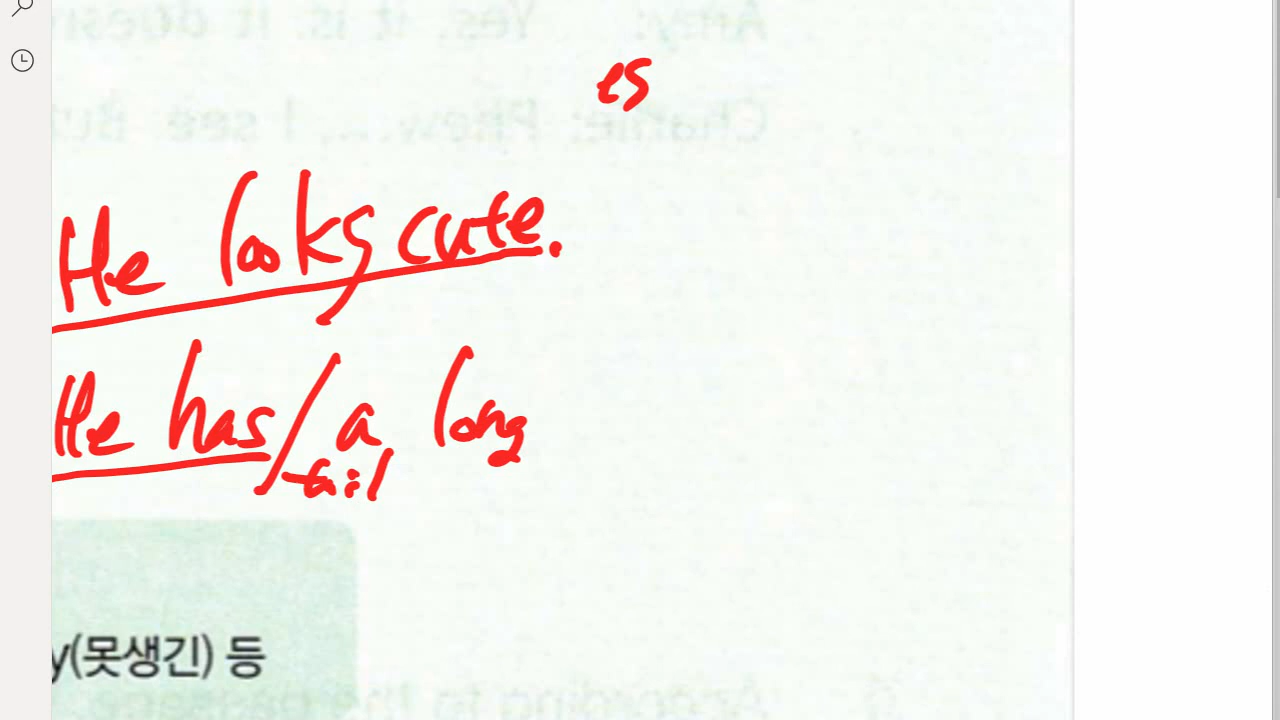 es
He looks cute.
He has/a long
tail
y(못생긴) 등